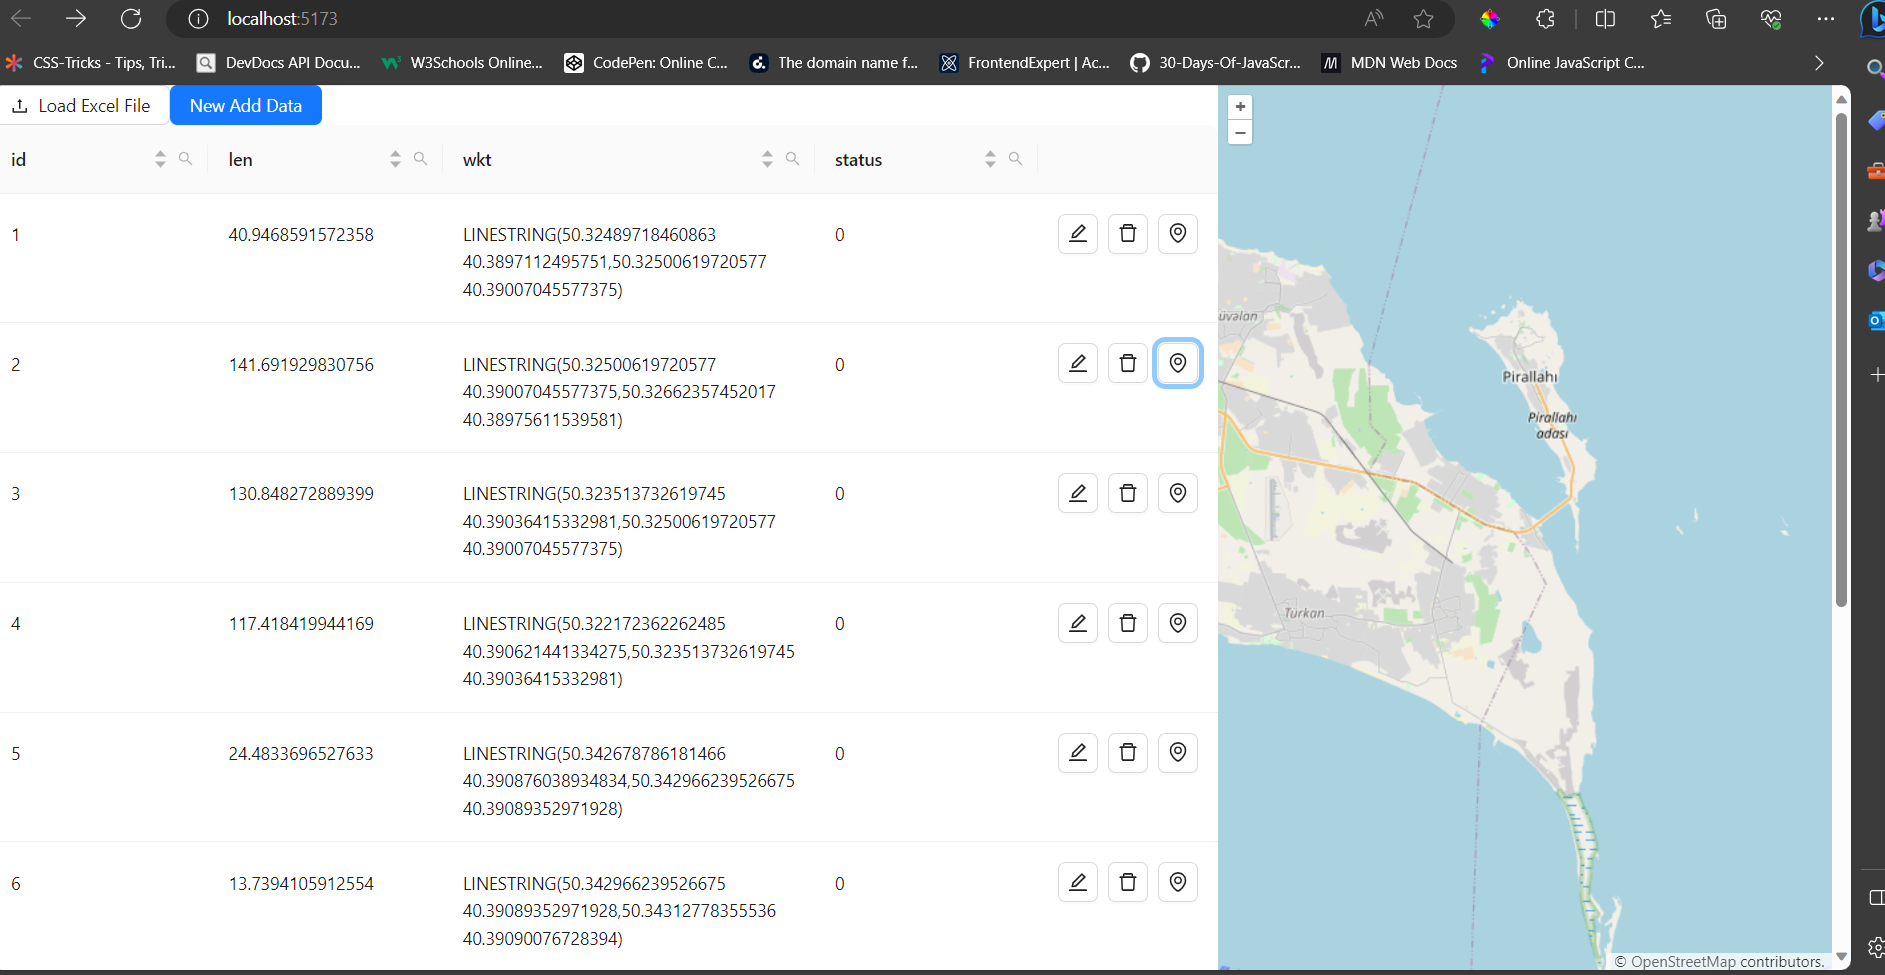 localhost:5173
CSS-Tricks - Tips, Tri...
DevDocs API Docu...
W3Schools Online...
CodePen: Online C...
The domain name f...
FrontendExpert | Ac...
30-Days-Of-JavaScr...
MDN Web Docs
Online JavaScript C...
Load Excel File
New Add Data
id
len
wkt
status
1
40.9468591572358
LINESTRING(50.32489718460863
40.3897112495751,50.32500619720577
40.39007045577375)
0
2
141.691929830756
LINESTRING(50.32500619720577
40.39007045577375,50.32662357452017
40.38975611539581)
0
3
130.848272889399
LINESTRING(50.323513732619745
40.39036415332981,50.32500619720577
40.39007045577375)
0
4
117.418419944169
LINESTRING(50.322172362262485
40.390621441334275,50.323513732619745
40.39036415332981)
0
5
24.4833696527633
LINESTRING(50.342678786181466
40.390876038934834,50.342966239526675
40.39089352971928)
0
6
13.7394105912554
LINESTRING(50.342966239526675
40.39089352971928,50.34312778355536
40.39090076728394)
0
+
−
üvəlan
Pirallahı
Pirallahı
adası
Türkan
© OpenStreetMap contributors.